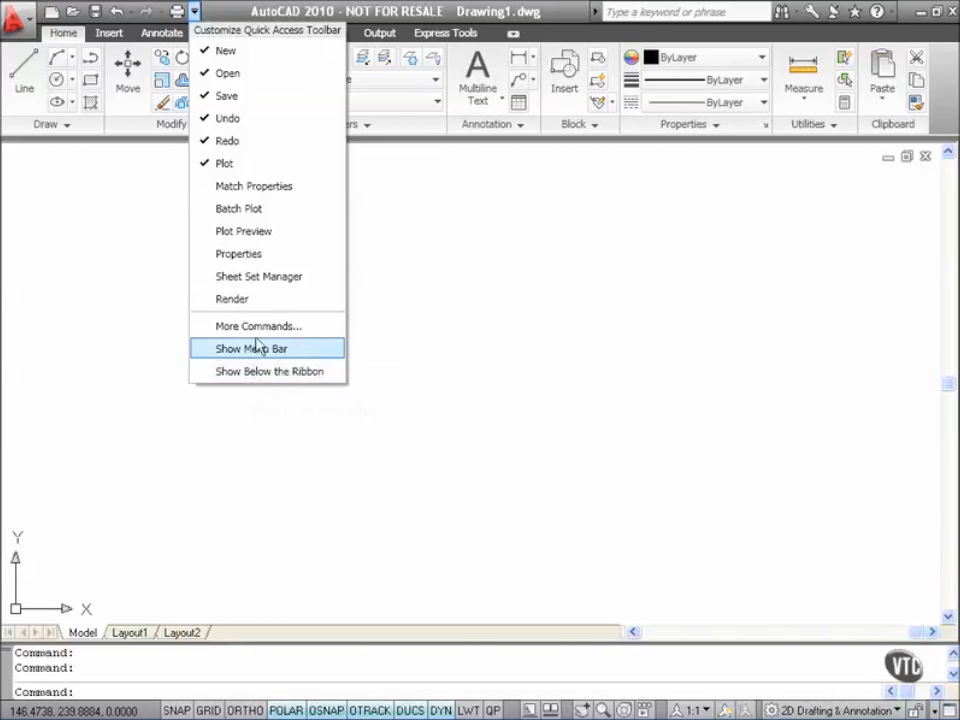 AutoCAD 2010 - NOT FOR RESALE Drawing1.dwg
Type a keyword or phrase
Home Insert Annotate Output Express Tools
Customize Quick Access Toolbar
New
Open
Save
Undo
Redo
Plot
Match Properties
Batch Plot
Plot Preview
Properties
Sheet Set Manager
Render
More Commands...
Show Menu Bar
Show Below the Ribbon
Line
Move
Multiline
Text
Insert
ByLayer
ByLayer
ByLayer
Measure
Paste
Draw Modify Annotation Block Properties Utilities Clipboard
Y
X
Model Layout1 Layout2
Command:
Command:
Command:
VTC
146.4738, 239.8884, 0.0000 SNAP GRID ORTHO POLAR OSNAP OTRACK DUCS DYN LWT QP 1:1 2D Drafting & Annotation